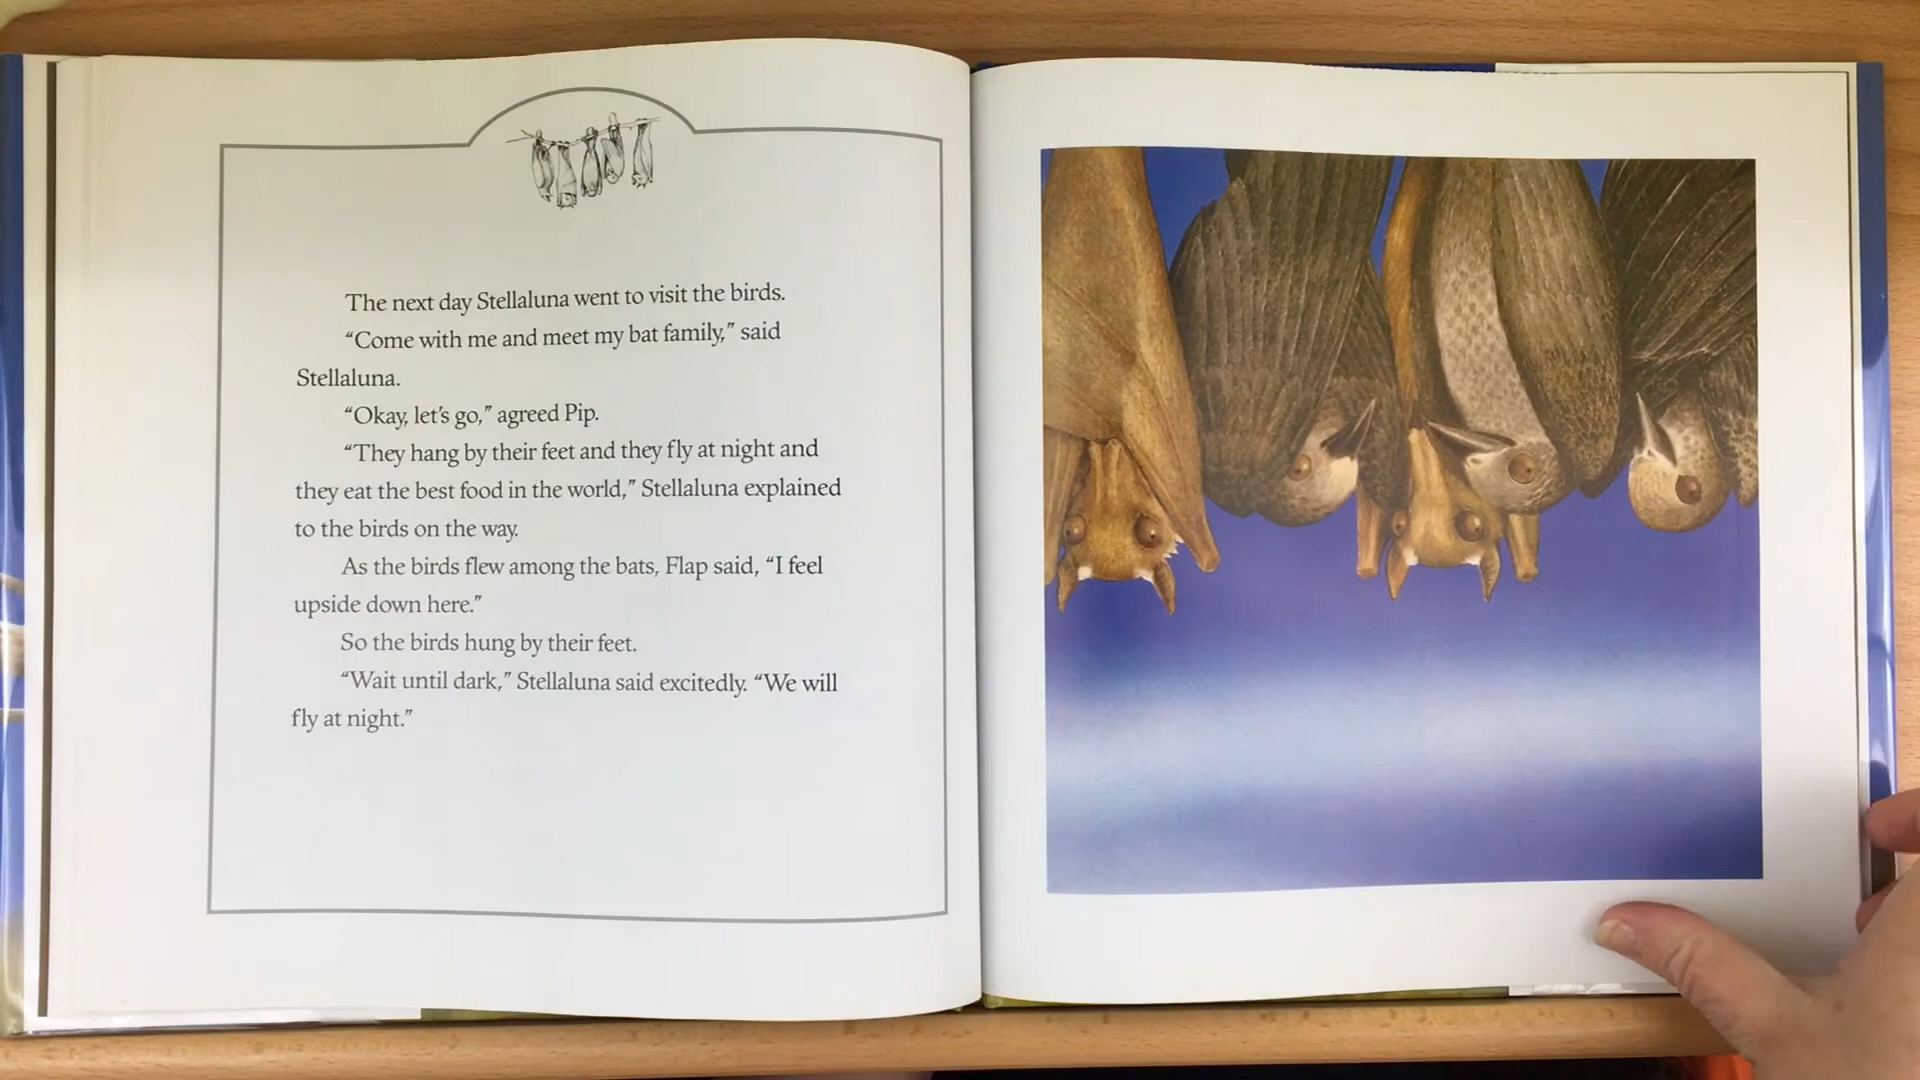 The next day Stellaluna went to visit the birds.
“Come with me and meet my bat family,” said
Stellaluna.
“Okay, let’s go,” agreed Pip.
“They hang by their feet and they fly at night and
they eat the best food in the world,” Stellaluna explained
to the birds on the way.
As the birds flew among the bats, Flap said, “I feel
upside down here.”
So the birds hung by their feet.
“Wait until dark,” Stellaluna said excitedly. “We will
fly at night.”